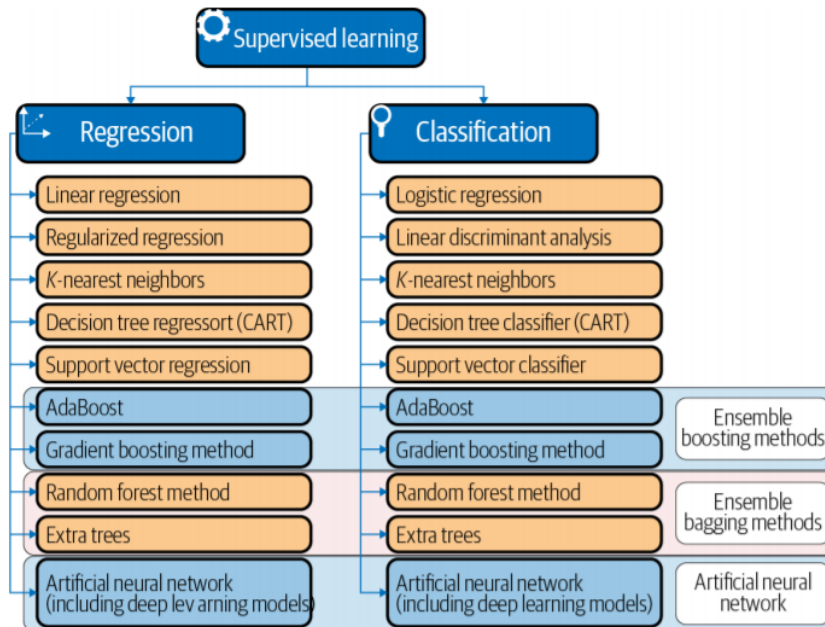 Supervised learning
Regression
Linear regression
Regularized regression
K-nearest neighbors
Decision tree regressort (CART)
Support vector regression
AdaBoost
Gradient boosting method
Random forest method
Extra trees
Artificial neural network
(including deep lev arning models)
Classification
Logistic regression
Linear discriminant analysis
K-nearest neighbors
Decision tree classifier (CART)
Support vector classifier
AdaBoost
Gradient boosting method
Random forest method
Extra trees
Artificial neural network
(including deep learning models)
Ensemble
boosting methods
Ensemble
bagging methods
Artificial neural
network